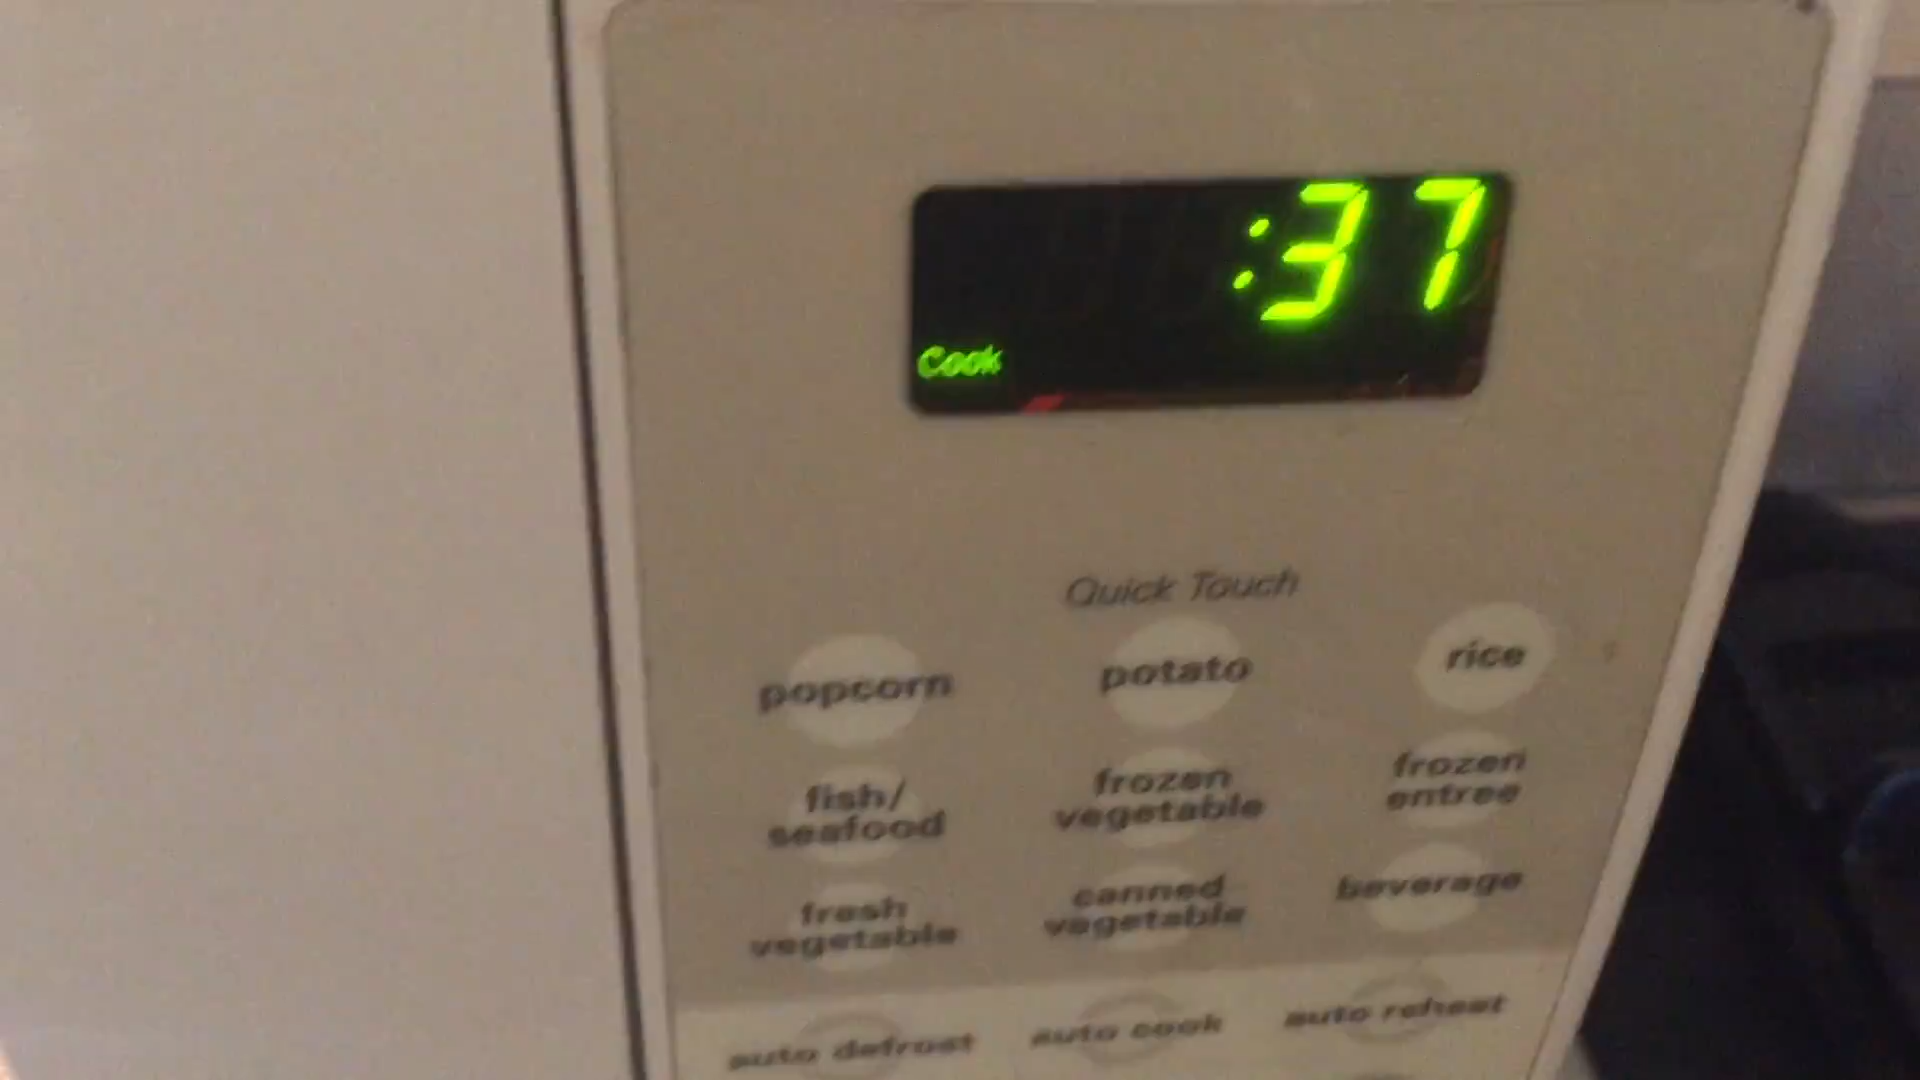 :37
Cook
Quick Touch
popcorn
potato
rice
fish/
seafood
frozen
vegetable
frozen
entree
fresh
vegetable
canned
vegetable
beverage
auto defrost
auto cook
auto reheat